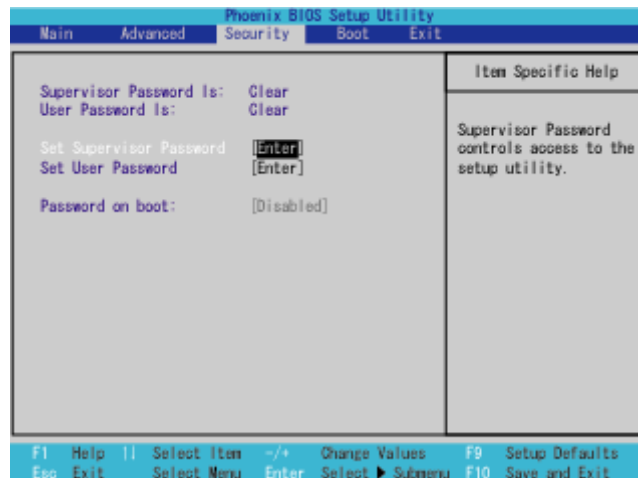 Phoenix BIOS Setup Utility
Main Advanced Security Boot Exit
Item Specific Help
Supervisor Password Is: Clear
User Password Is: Clear
Supervisor Password
controls access to the
setup utility.
Set Supervisor Password [Enter]
Set User Password [Enter]
Password on boot: [Disabled]
F1 Help ↑↓ Select Item -/+ Change Values F9 Setup Defaults
Esc Exit Select Menu Enter Select ▶ Submenu F10 Save and Exit